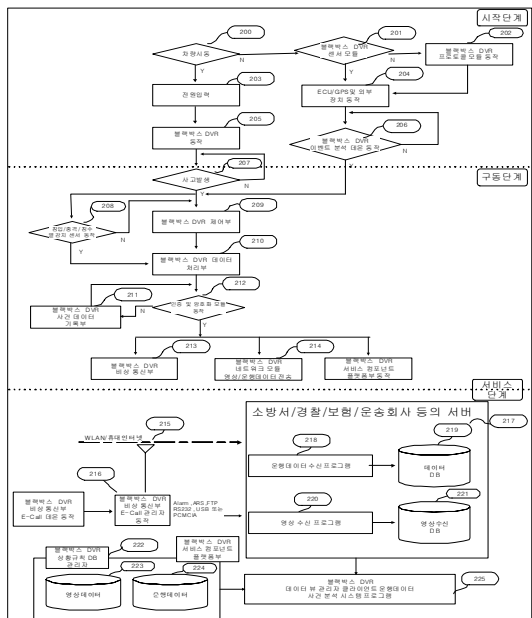 시작단계
200
201
202
차량시동
블랙박스 DVR
센서 모듈
블랙박스 DVR
프로토콜 모듈 동작
N
Y
N
Y
203
204
전원입력
ECU/GPS및 외부
장치 동작
205
206
블랙박스 DVR
동작
블랙박스 DVR
이벤트 분석 대응 동작
N
Y
207
사고발생
N
Y
구동단계
208
209
블랙박스 DVR 제어부
열감지 센서 동작
N
Y
210
블랙박스 DVR 데이터
처리부
211
212
블랙박스 DVR
사건 데이터
기록부
인증 및 암호화 모듈
동작
N
Y
213
214
블랙박스 DVR
비상 통신부
블랙박스 DVR
네트워크 모듈
영상/운행데이터 전송
블랙박스 DVR
서비스 컴포넌트
플랫폼부 동작
서비스
단계
소방서/경찰/보험/운송회사 등의 서버
215
217
WLAN/휴대인터넷
218
219
운행데이터 수신 프로그램
데이터
DB
216
220
221
블랙박스 DVR
비상 통신부
E-Call 대응 동작
블랙박스 DVR
비상 통신부
E-Call 관리자
동작
Alarm ,ARS,FTP
RS232 , USB 또는
PCMCIA
영상 수신 프로그램
영상수신
DB
222
블랙박스 DVR
상황규칙 DB
관리자
블랙박스 DVR
서비스 컴포넌트
플랫폼부
223
224
225
영상데이터
운행데이터
블랙박스 DVR
데이터 뷰 관리자 클라이언트 운행데이터
사건 분석 시스템 프로그램